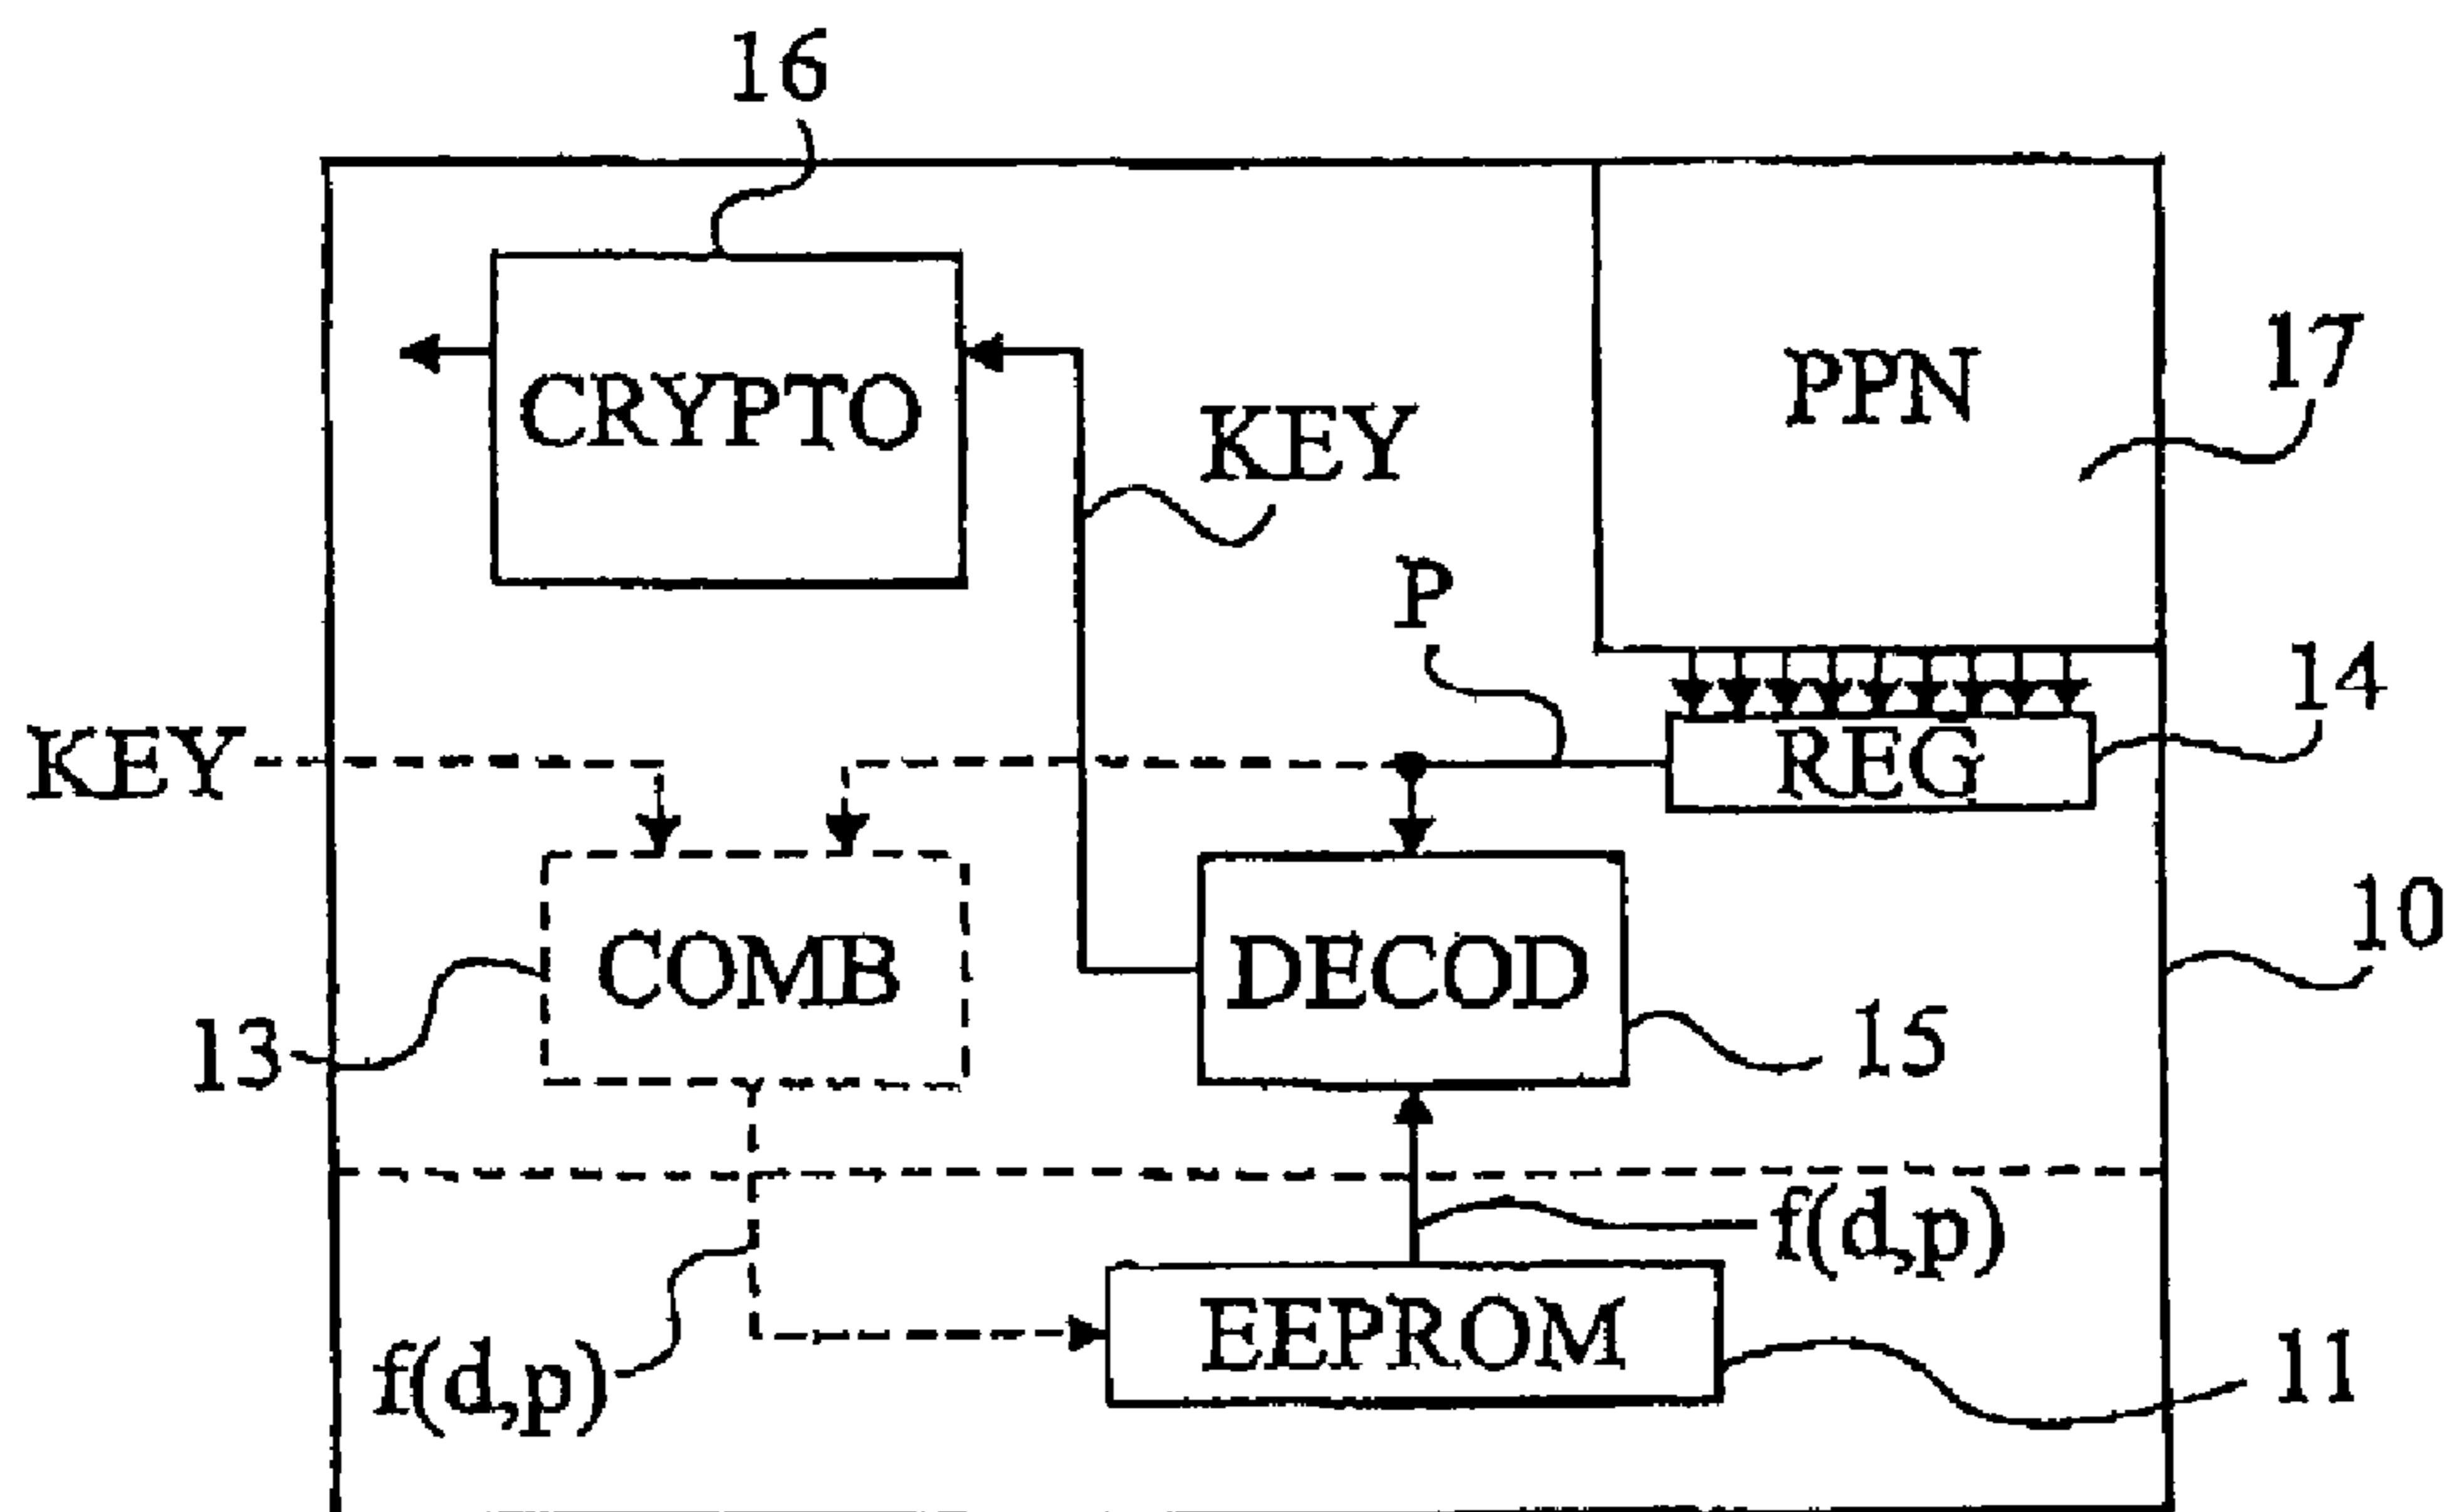 16
CRYPTO
PPN
17
KEY
P
14
KEY
REG
10
COMB
DECOD
13
15
f(d,p)
f(d,p)
EEPROM
11